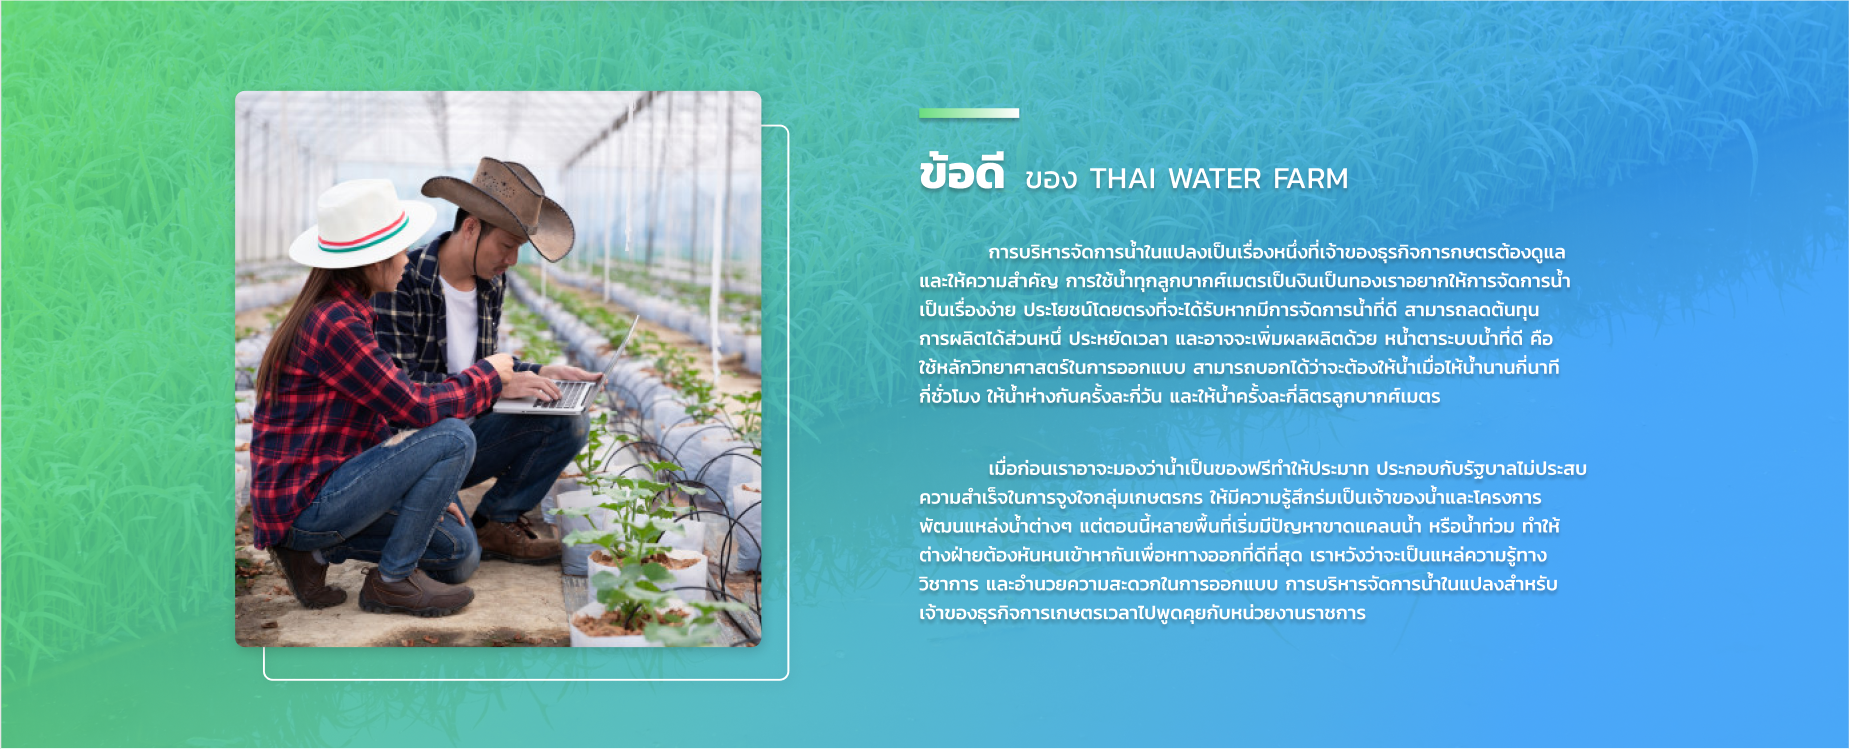 ข้อดี ของ THAI WATER FARM
การบริหารจัดการน้ำในแปลงเป็นเรื่องหนึ่งที่เจ้าของธุรกิจการกษตรต้องดูแล
และให้ความสำคัญ การใช้น้ำทุกลูกบากศ์เมตรเป็นงินเป็นทองเราอยากให้การจัดการน้ำ
เป็นเรื่องง่าย ประโยชน์โดยตรงที่จะได้รับหากมีการจัดการน้ำที่ดี สามารถลดต้นทุน
การผลิตได้ส่วนหนึ่ ประหยัดเวลา และอาจจะเพิ่มผลผลิตด้วย หน้ำตาระบบน้ำที่ดี คือ
ใช้หลักวิทยาศาสตร์ในการออกแบบ สามารถบอกได้ว่าจะต้องให้น้ำเมื่อไห้น้ำนานกี่นาที
กี่ชั่วโมง ให้น้ำห่างกันครั้งละกี่วัน และให้น้ำครั้งละกี่ลิตรลูกบากศ์เมตร
เมื่อก่อนเราอาจะมองว่าน้ำเป็นของฟรีทำให้ประมาท ประกอบกับรัฐบาลไม่ประสบ
ความสำเร็จในการจูงใจกลุ่มเกษตรกร ให้มีความรู้สึกร่มเป็นเจ้าของน้ำและโครงการ
พัฒนแหล่งน้ำต่างๆ แต่ตอนนี้หลายพื้นที่เริ่มมีปัญหาขาดแคลนน้ำ หรือน้ำท่วม ทำให้
ต่างฝ่ายต้องหันหนเข้าหากันเพื่อหทางออกที่ดีที่สุด เราหวังว่าจะเป็นแหล่ความรู้ทาง
วิชาการ และอำนวยความสะดวกในการออกแบบ การบริหารจัดการน้ำในแปลงสำหรับ
เจ้าของธุรกิจการเกษตรเวลาไปพูดคุยกับหน่วยงานราชการ